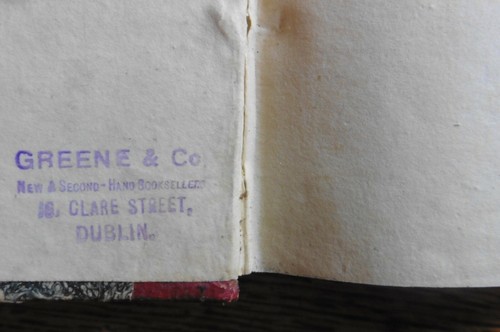 GREENE & Co.
NEW & SECOND-HAND BOOKSELLERS
16, CLARE STREET,
DUBLIN.